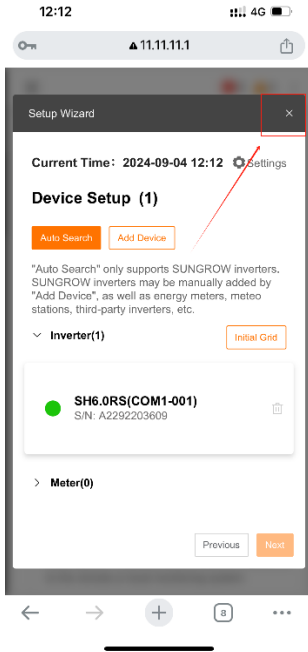 12:12
4G
11.11.11.1
Setup Wizard
Current Time: 2024-09-04 12:12 Settings
Device Setup (1)
Auto Search Add Device
"Auto Search" only supports SUNGROW inverters.
SUNGROW inverters may be manually added by
"Add Device", as well as energy meters, meteo
stations, third-party inverters, etc.
Inverter(1) Initial Grid
SH6.0RS(COM1-001)
S/N: A2292203609
Meter(0)
Previous Next
8